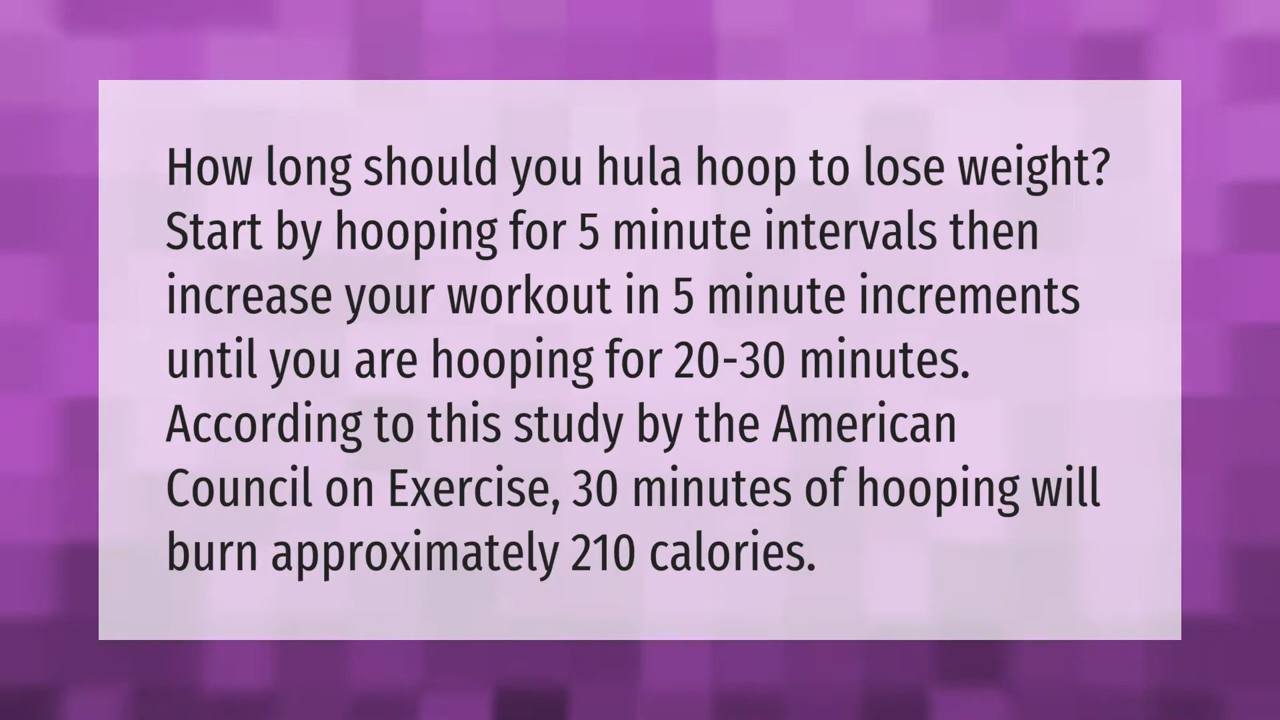 How long should you hula hoop to lose weight?
Start by hooping for 5 minute intervals then
increase your workout in 5 minute increments
until you are hooping for 20-30 minutes.
According to this study by the American
Council on Exercise, 30 minutes of hooping will
burn approximately 210 calories.